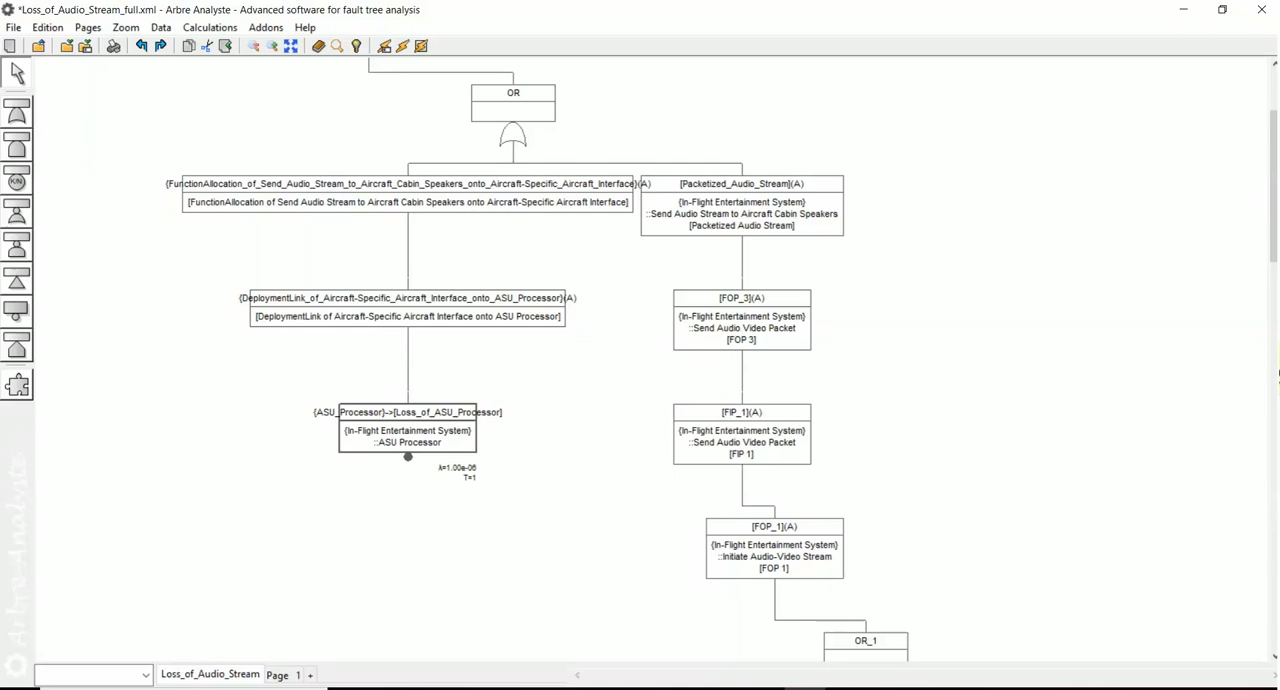 *Loss_of_Audio_Stream_full.xml - Arbre Analyste - Advanced software for fault tree analysis
File Edition Pages Zoom Data Calculations Addons Help
OR
{FunctionAllocation_of_Send_Audio_Stream_to_Aircraft_Cabin_Speakers_onto_Aircraft-Specific_Aircraft_Interface}(A)
[FunctionAllocation of Send Audio Stream to Aircraft Cabin Speakers onto Aircraft-Specific Aircraft Interface]
[Packetized_Audio_Stream](A)
{In-Flight Entertainment System}
::Send Audio Stream to Aircraft Cabin Speakers
[Packetized Audio Stream]
{DeploymentLink_of_Aircraft-Specific_Aircraft_Interface_onto_ASU_Processor}(A)
[DeploymentLink of Aircraft-Specific Aircraft Interface onto ASU Processor]
[FOP_3](A)
{In-Flight Entertainment System}
::Send Audio Video Packet
[FOP 3]
{ASU_Processor}->[Loss_of_ASU_Processor]
{In-Flight Entertainment System}
::ASU Processor
λ=1.00e-06
T=1
[FIP_1](A)
{In-Flight Entertainment System}
::Send Audio Video Packet
[FIP 1]
[FOP_1](A)
{In-Flight Entertainment System}
::Initiate Audio-Video Stream
[FOP 1]
OR_1
K/N
Arbre-Analyste
Loss_of_Audio_Stream Page 1 +